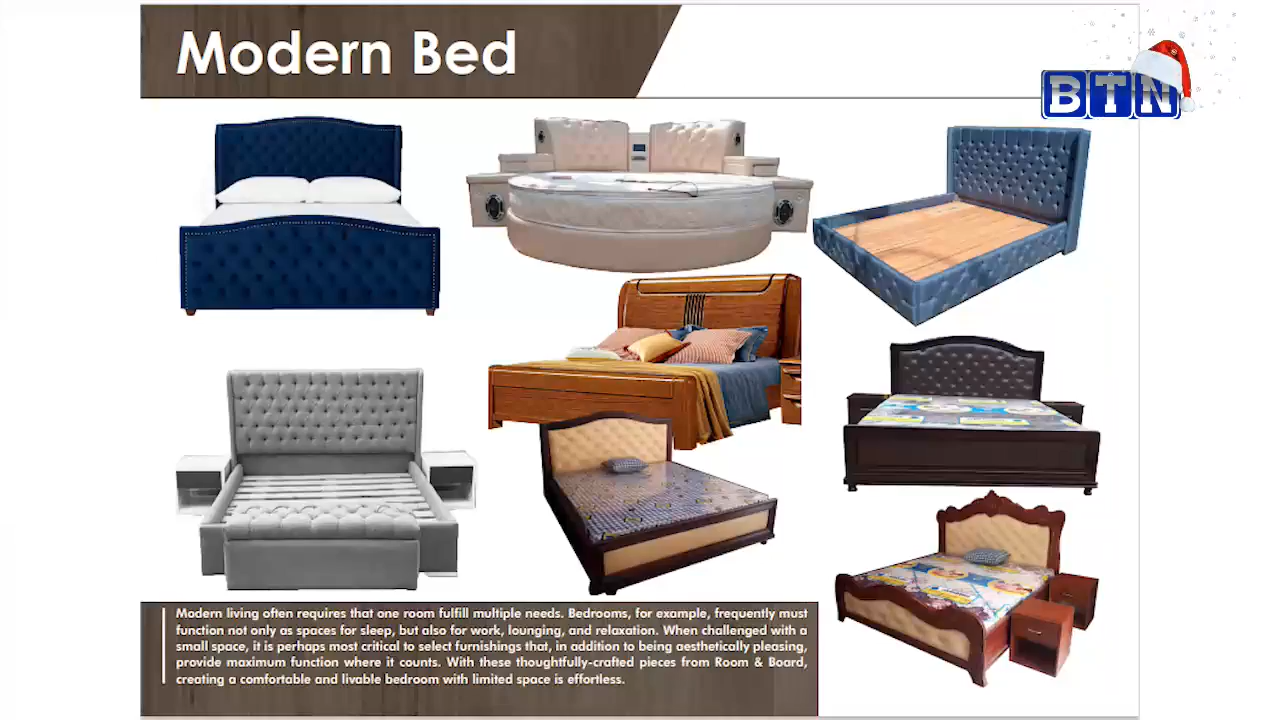 Modern Bed
BTN
Modern living often requires that one room fulfill multiple needs. Bedrooms, for example, frequently must
function not only as spaces for sleep, but also for work, lounging, and relaxation. When challenged with a
small space, it is perhaps most critical to select furnishings that, in addition to being aesthetically pleasing,
provide maximum function where it counts. With these thoughtfully-crafted pieces from Room & Board,
creating a comfortable and livable bedroom with limited space is effortless.